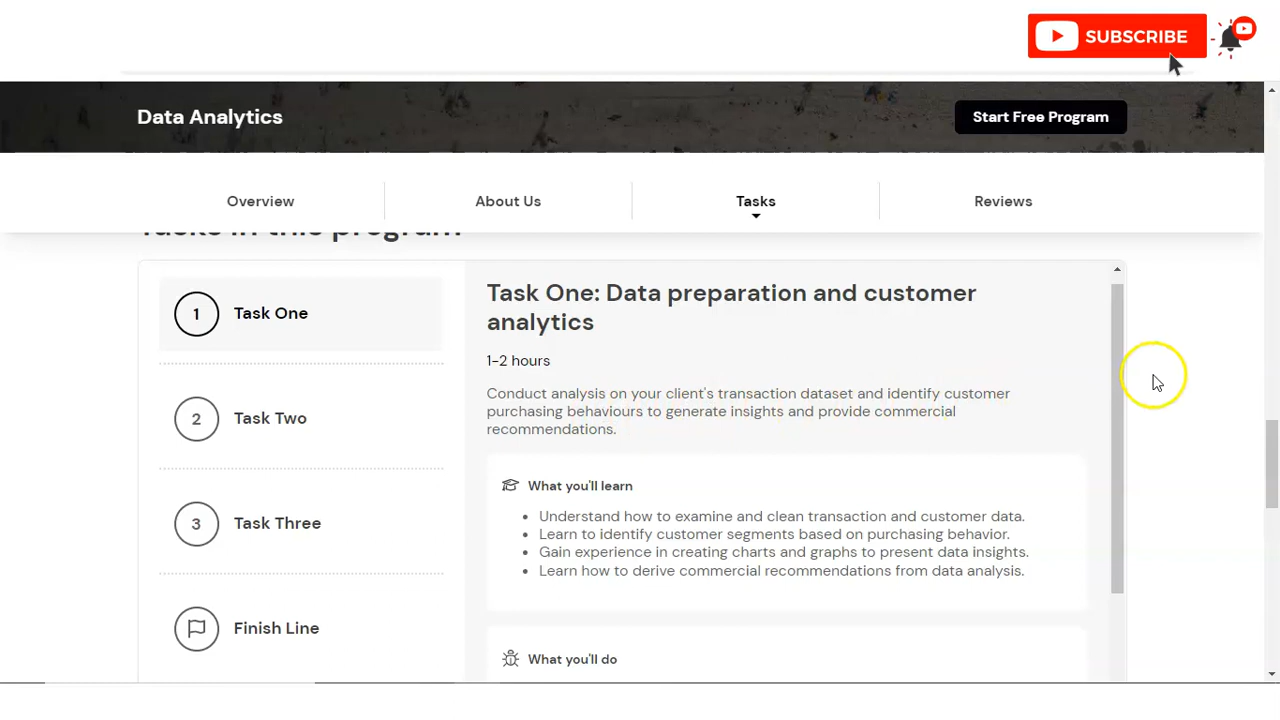 SUBSCRIBE
Data Analytics
Start Free Program
Overview
About Us
Tasks
Reviews
Tasks in this program
1
Task One
2
Task Two
3
Task Three
Finish Line
Task One: Data preparation and customer
analytics
1-2 hours
Conduct analysis on your client's transaction dataset and identify customer
purchasing behaviours to generate insights and provide commercial
recommendations.
What you'll learn
Understand how to examine and clean transaction and customer data.
Learn to identify customer segments based on purchasing behavior.
Gain experience in creating charts and graphs to present data insights.
Learn how to derive commercial recommendations from data analysis.
What you'll do